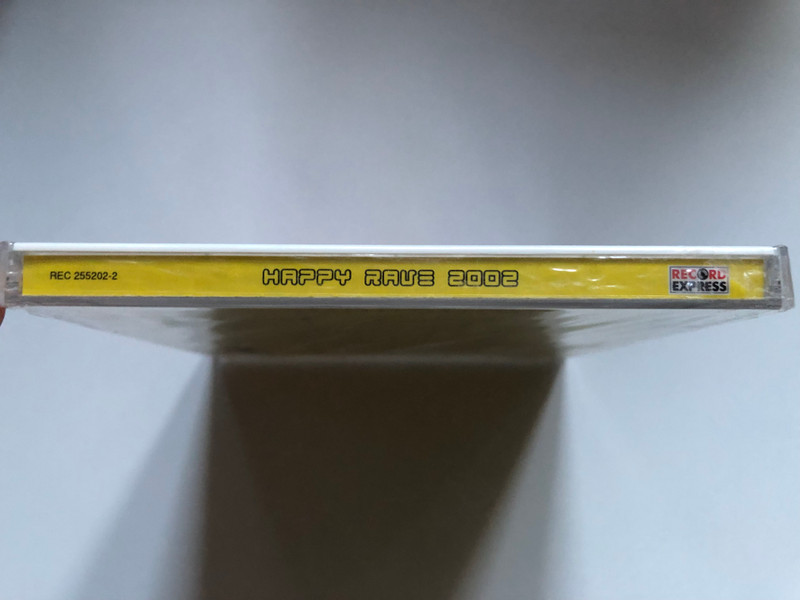 REC 255202-2
HAPPY RAVE 2002
RECORD
EXPRESS